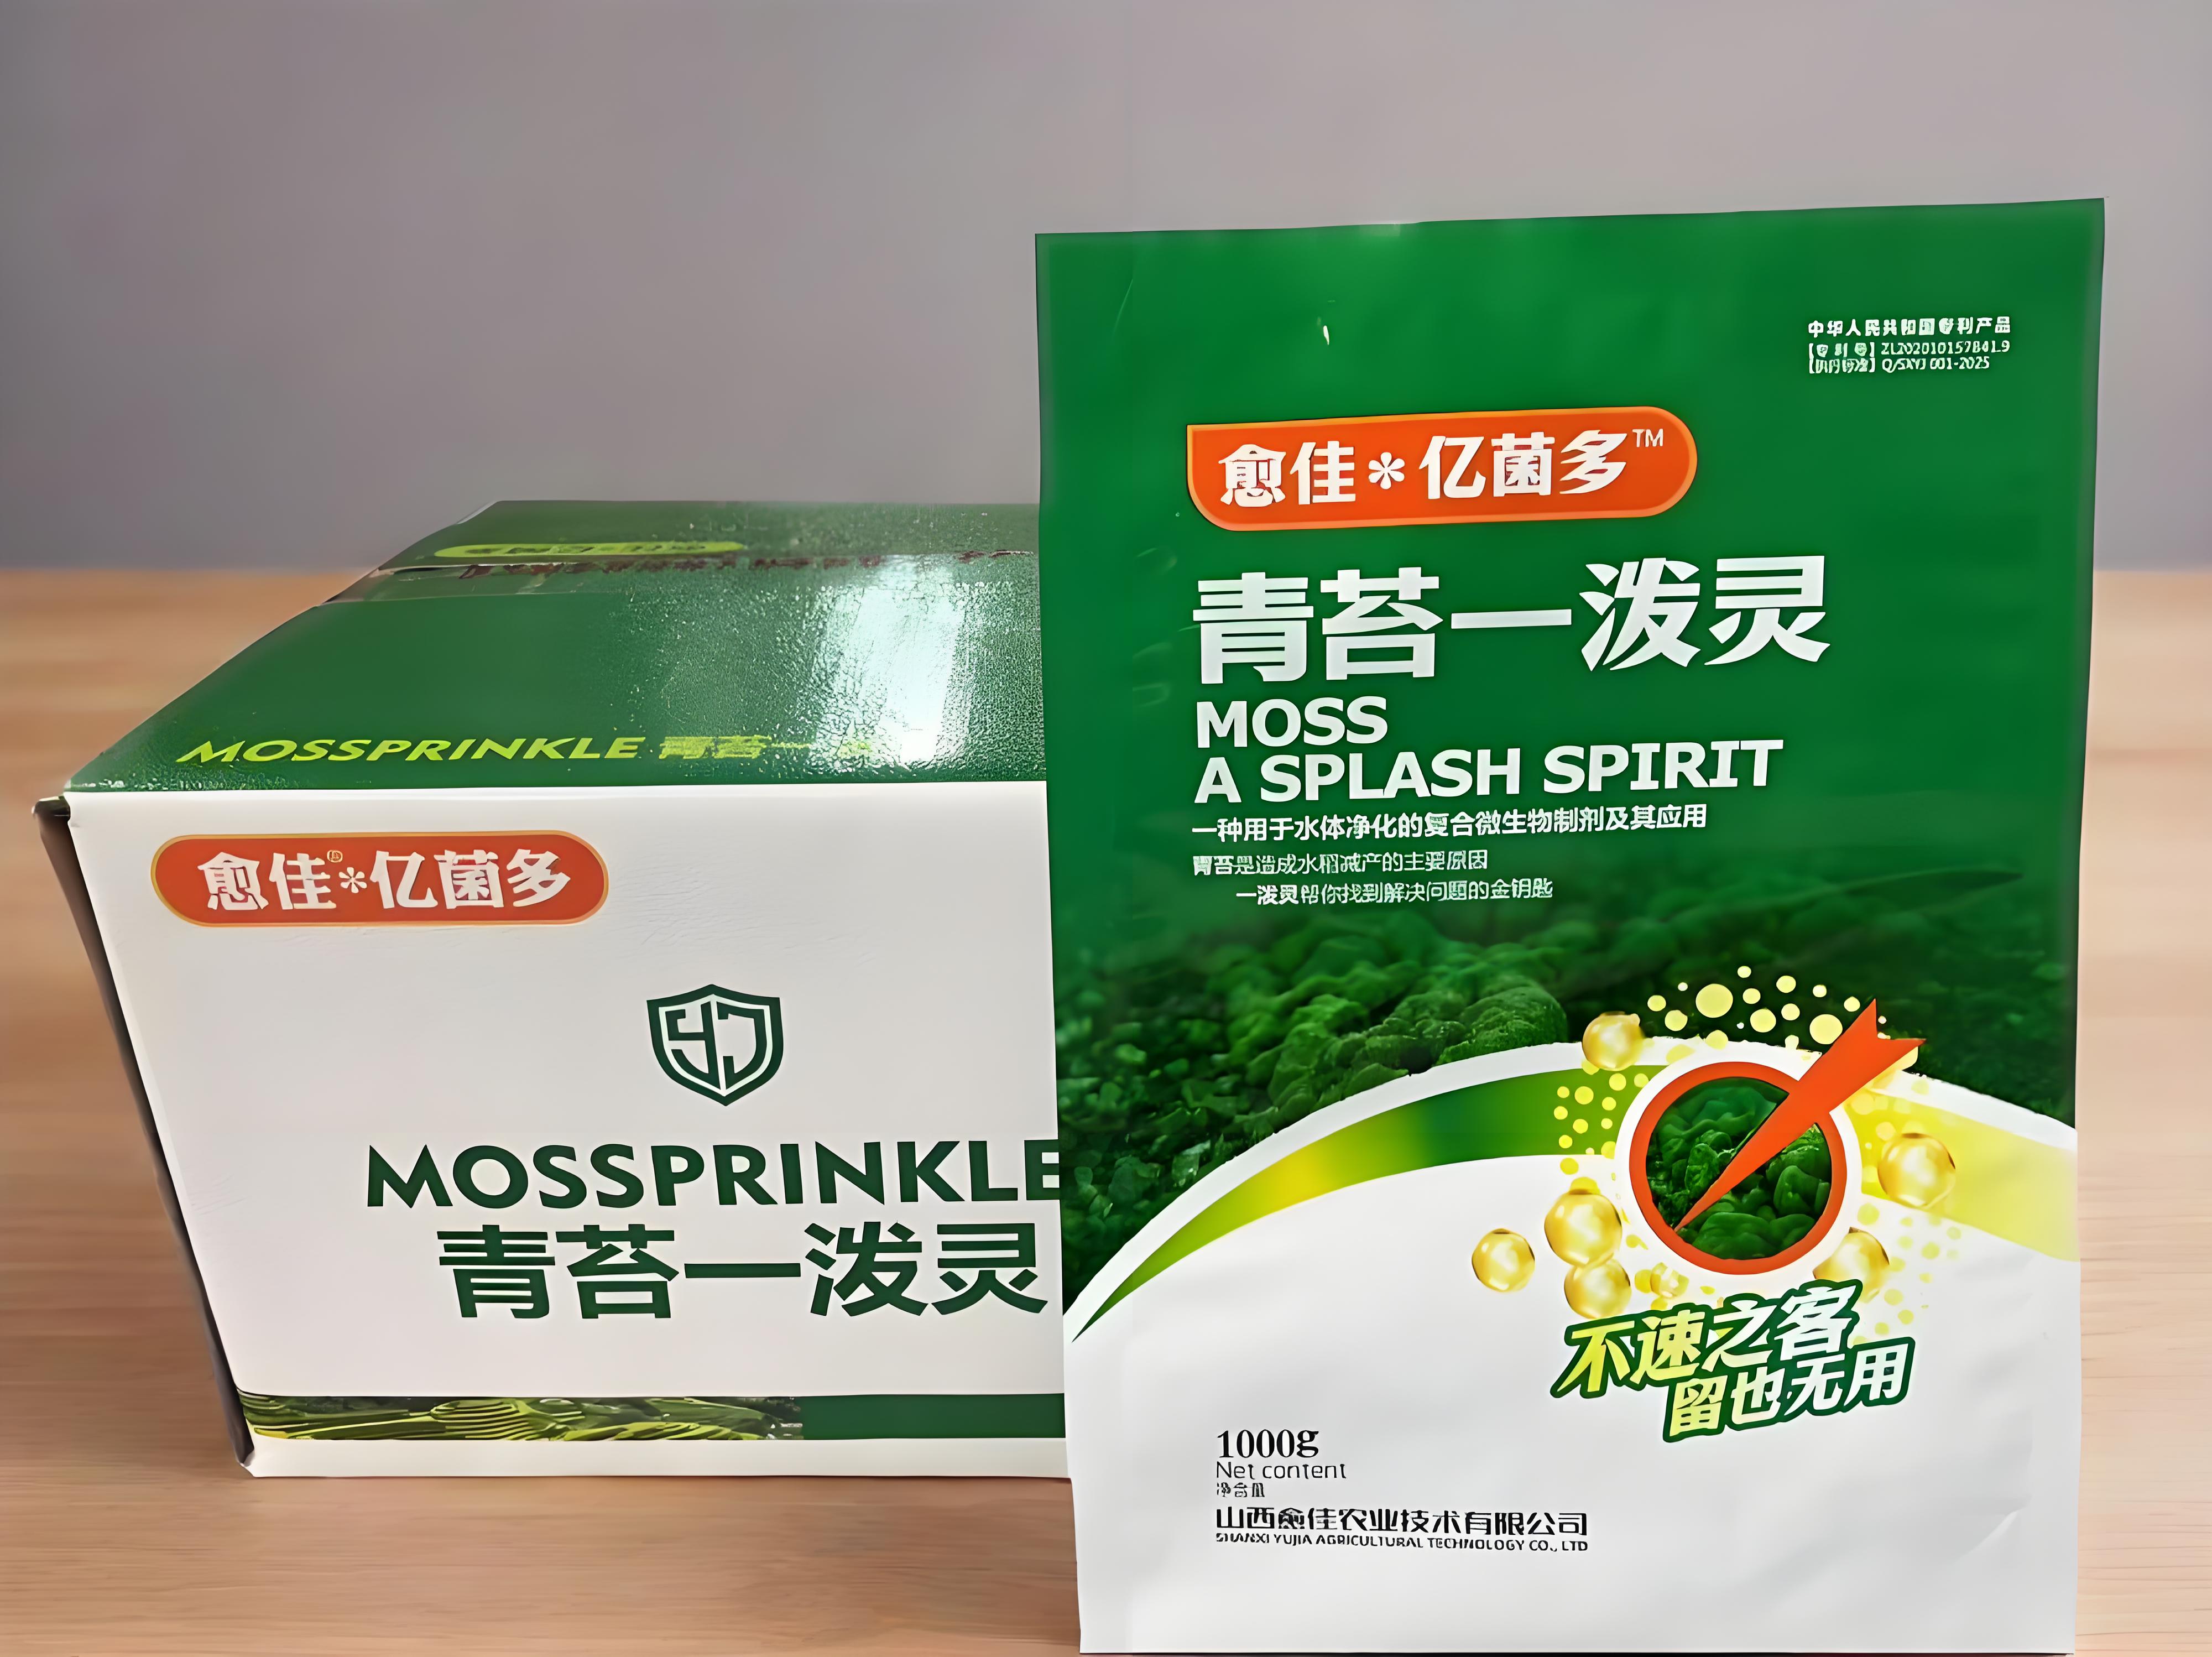 MOSSPRINKLE 青苔一
愈佳®*亿菌多
MOSSPRINKLE
青苔一泼灵
中华人民共和国专利产品
Q/SXYJ 001-2025
愈佳*亿菌多™
青苔一泼灵
MOSS
A SPLASH SPIRIT
一种用于水体净化的复合微生物制剂及其应用
青苔是造成水稻减产的主要原因
一泼灵帮你找到解决问题的金钥匙
不速之客
留也无用
1000g
Net content
净含量
山西愈佳农业技术有限公司
SHANXI YUJIA AGRICULTURAL TECHNOLOGY CO., LTD